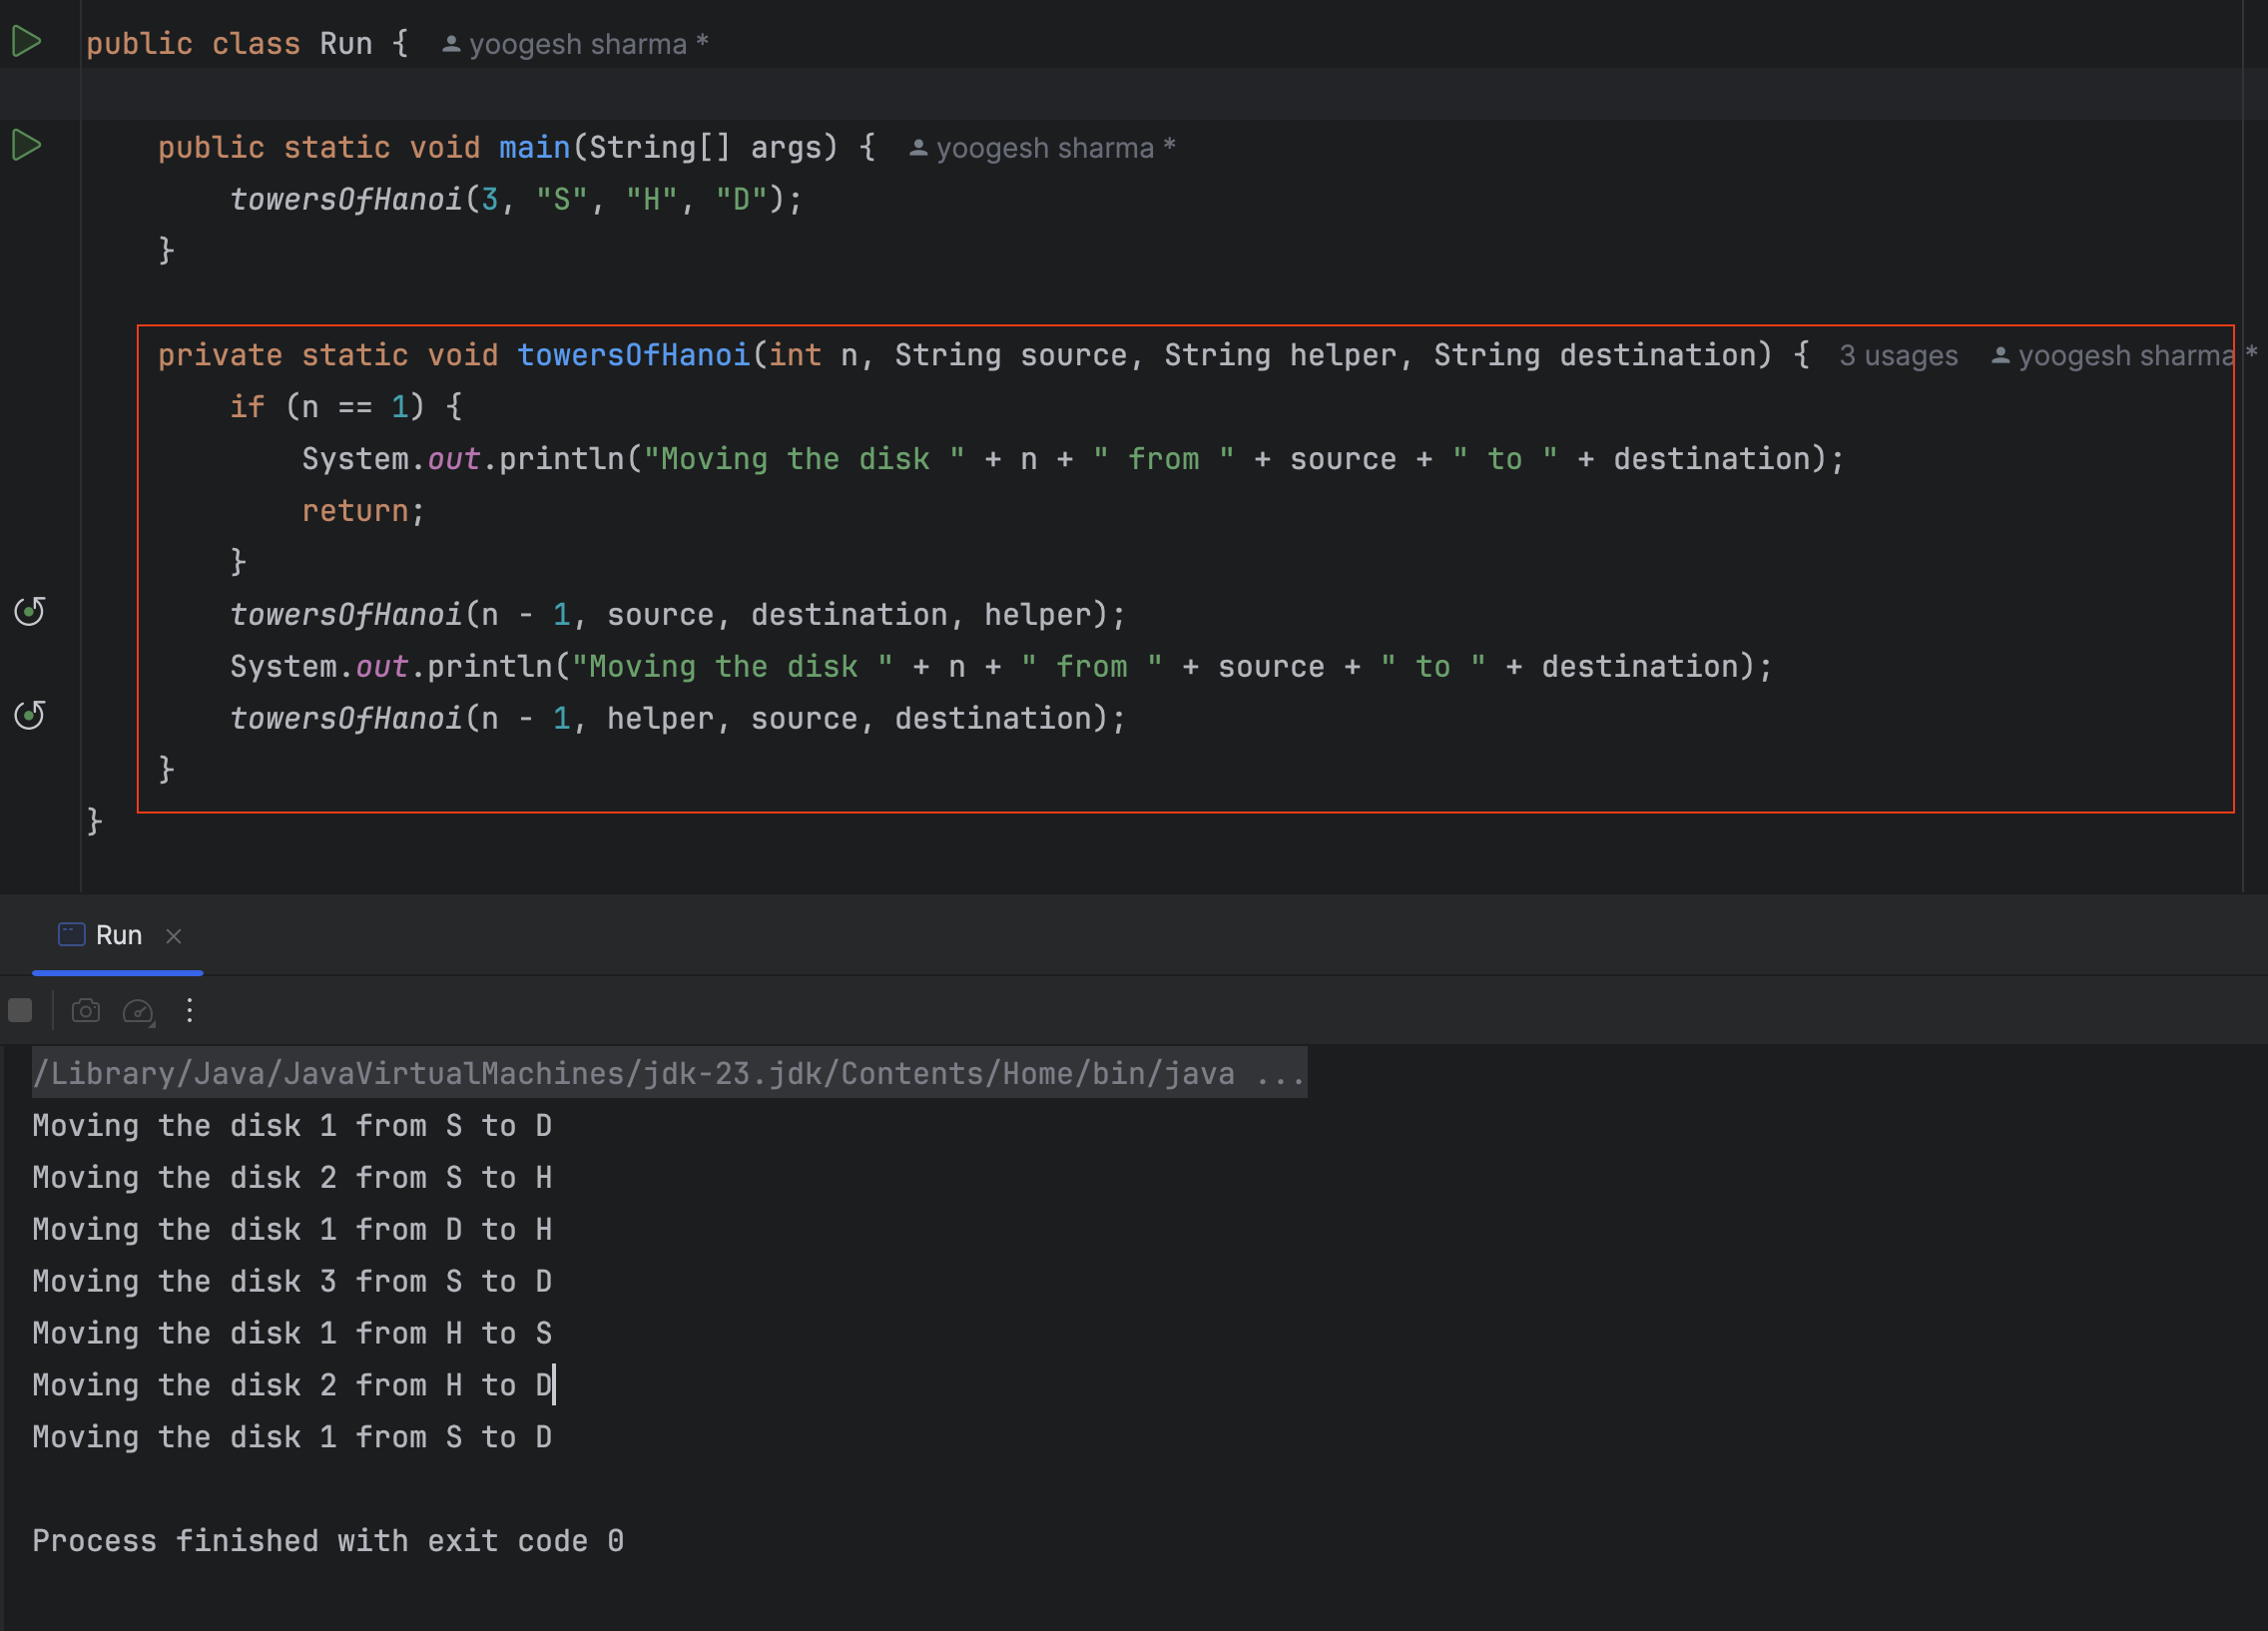 public class Run { yoogesh sharma *
public static void main(String[] args) { yoogesh sharma *
towersOfHanoi(3, "S", "H", "D");
}
private static void towersOfHanoi(int n, String source, String helper, String destination) { 3 usages yoogesh sharma *
if (n == 1) {
System.out.println("Moving the disk " + n + " from " + source + " to " + destination);
return;
}
towersOfHanoi(n - 1, source, destination, helper);
System.out.println("Moving the disk " + n + " from " + source + " to " + destination);
towersOfHanoi(n - 1, helper, source, destination);
}
}
Run
/Library/Java/JavaVirtualMachines/jdk-23.jdk/Contents/Home/bin/java ...
Moving the disk 1 from S to D
Moving the disk 2 from S to H
Moving the disk 1 from D to H
Moving the disk 3 from S to D
Moving the disk 1 from H to S
Moving the disk 2 from H to D
Moving the disk 1 from S to D
Process finished with exit code 0